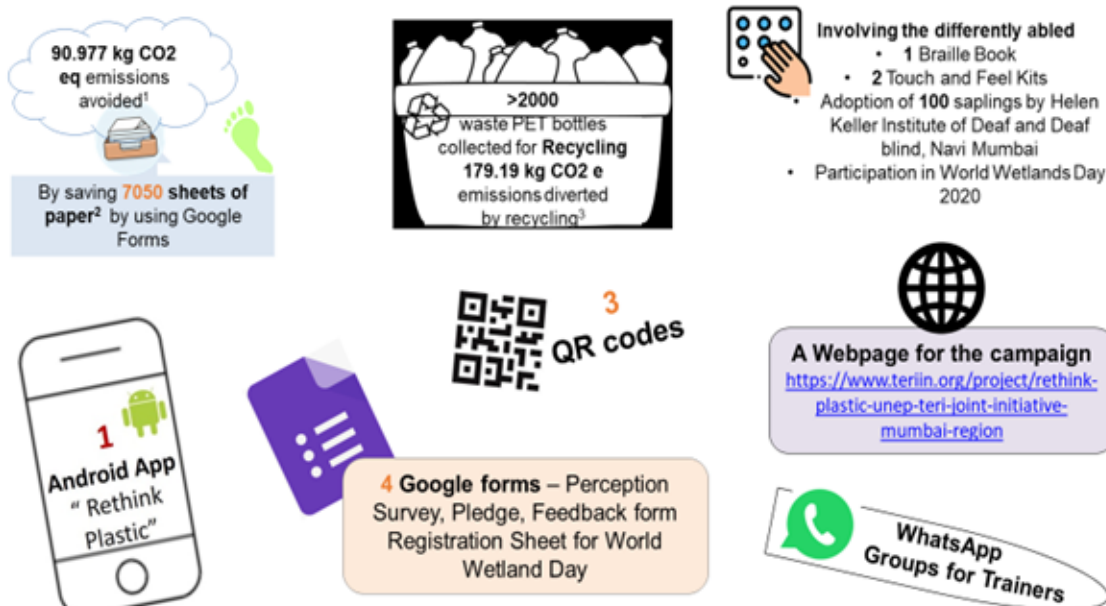 90.977 kg CO2
eq emissions
avoided¹
By saving 7050 sheets of
paper² by using Google
Forms
>2000
waste PET bottles
collected for Recycling
179.19 kg CO2 e
emissions diverted
by recycling³
Involving the differently abled
• 1 Braille Book
• 2 Touch and Feel Kits
• Adoption of 100 saplings by Helen
Keller Institute of Deaf and Deaf
blind, Navi Mumbai
• Participation in World Wetlands Day
2020
1
Android App
“ Rethink
Plastic”
3
QR codes
4 Google forms – Perception
Survey, Pledge, Feedback form
Registration Sheet for World
Wetland Day
A Webpage for the campaign
https://www.teriin.org/project/rethink-
plastic-unep-teri-joint-initiative-
mumbai-region
WhatsApp
Groups for Trainers